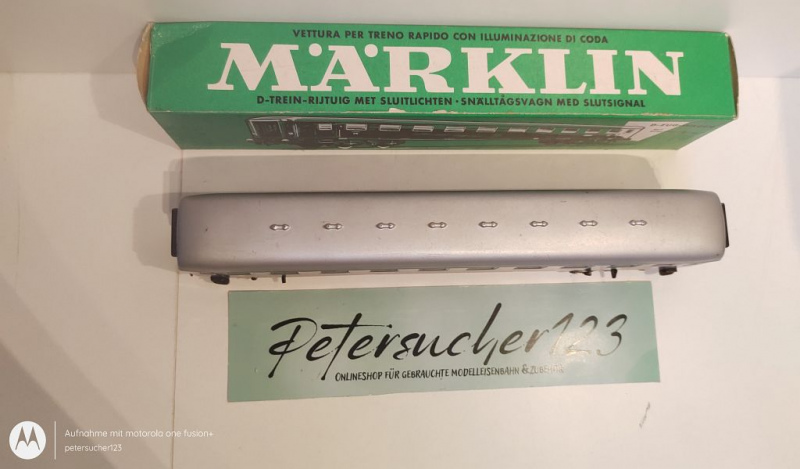 VETTURA PER TRENO RAPIDO CON ILLUMINAZIONE DI CODA
MÄRKLIN
D-TREIN-RIJTUIG MET SLUITLICHTEN · SNÄLLTÅGSVAGN MED SLUTSIGNAL
Petersucher123
ONLINESHOP FÜR GEBRAUCHTE MODELLEISENBAHN & ZUBEHÖR
Aufnahme mit motorola one fusion+
petersucher123